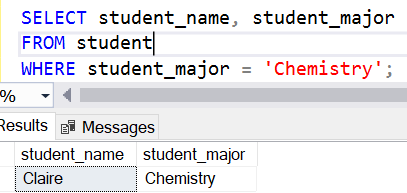 SELECT student_name, student_major
FROM student
WHERE student_major = 'Chemistry';
%
Results Messages
student_name student_major
Claire Chemistry